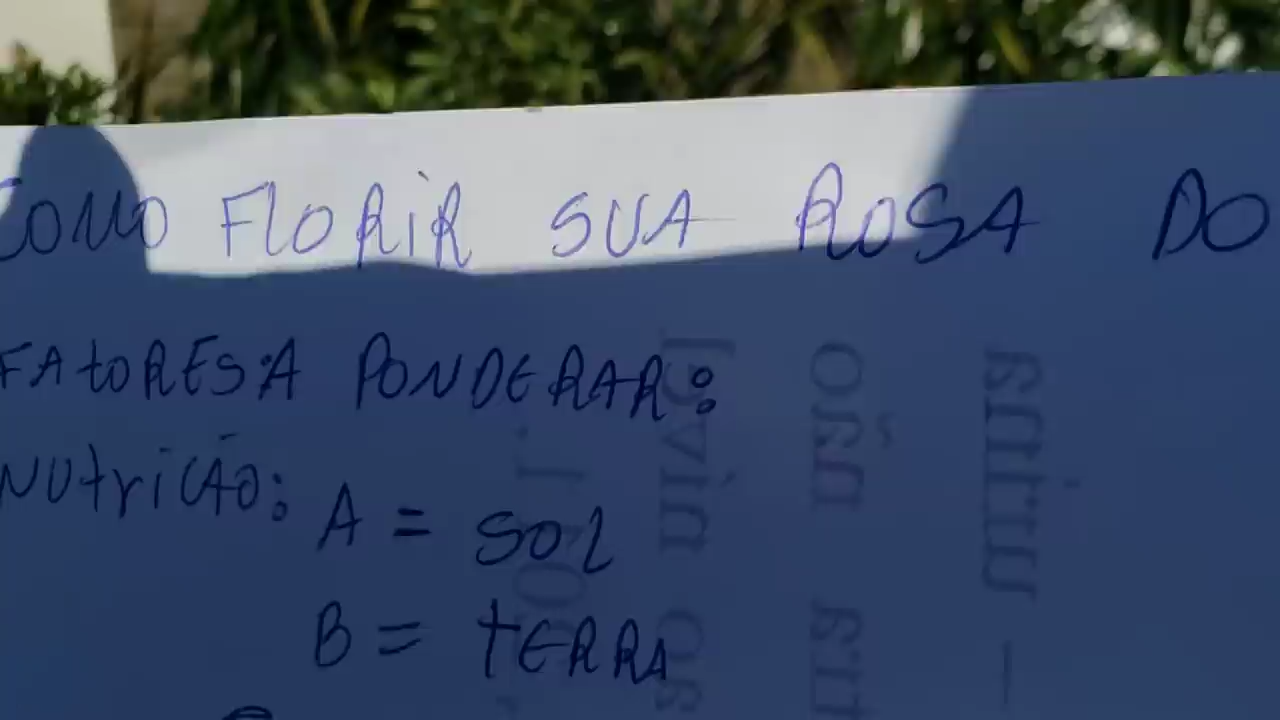 COMO FLORIR SUA ROSA DO
FATORES A PONDERAR:
NUTRIÇÃO:
A = SOL
B = TERRA